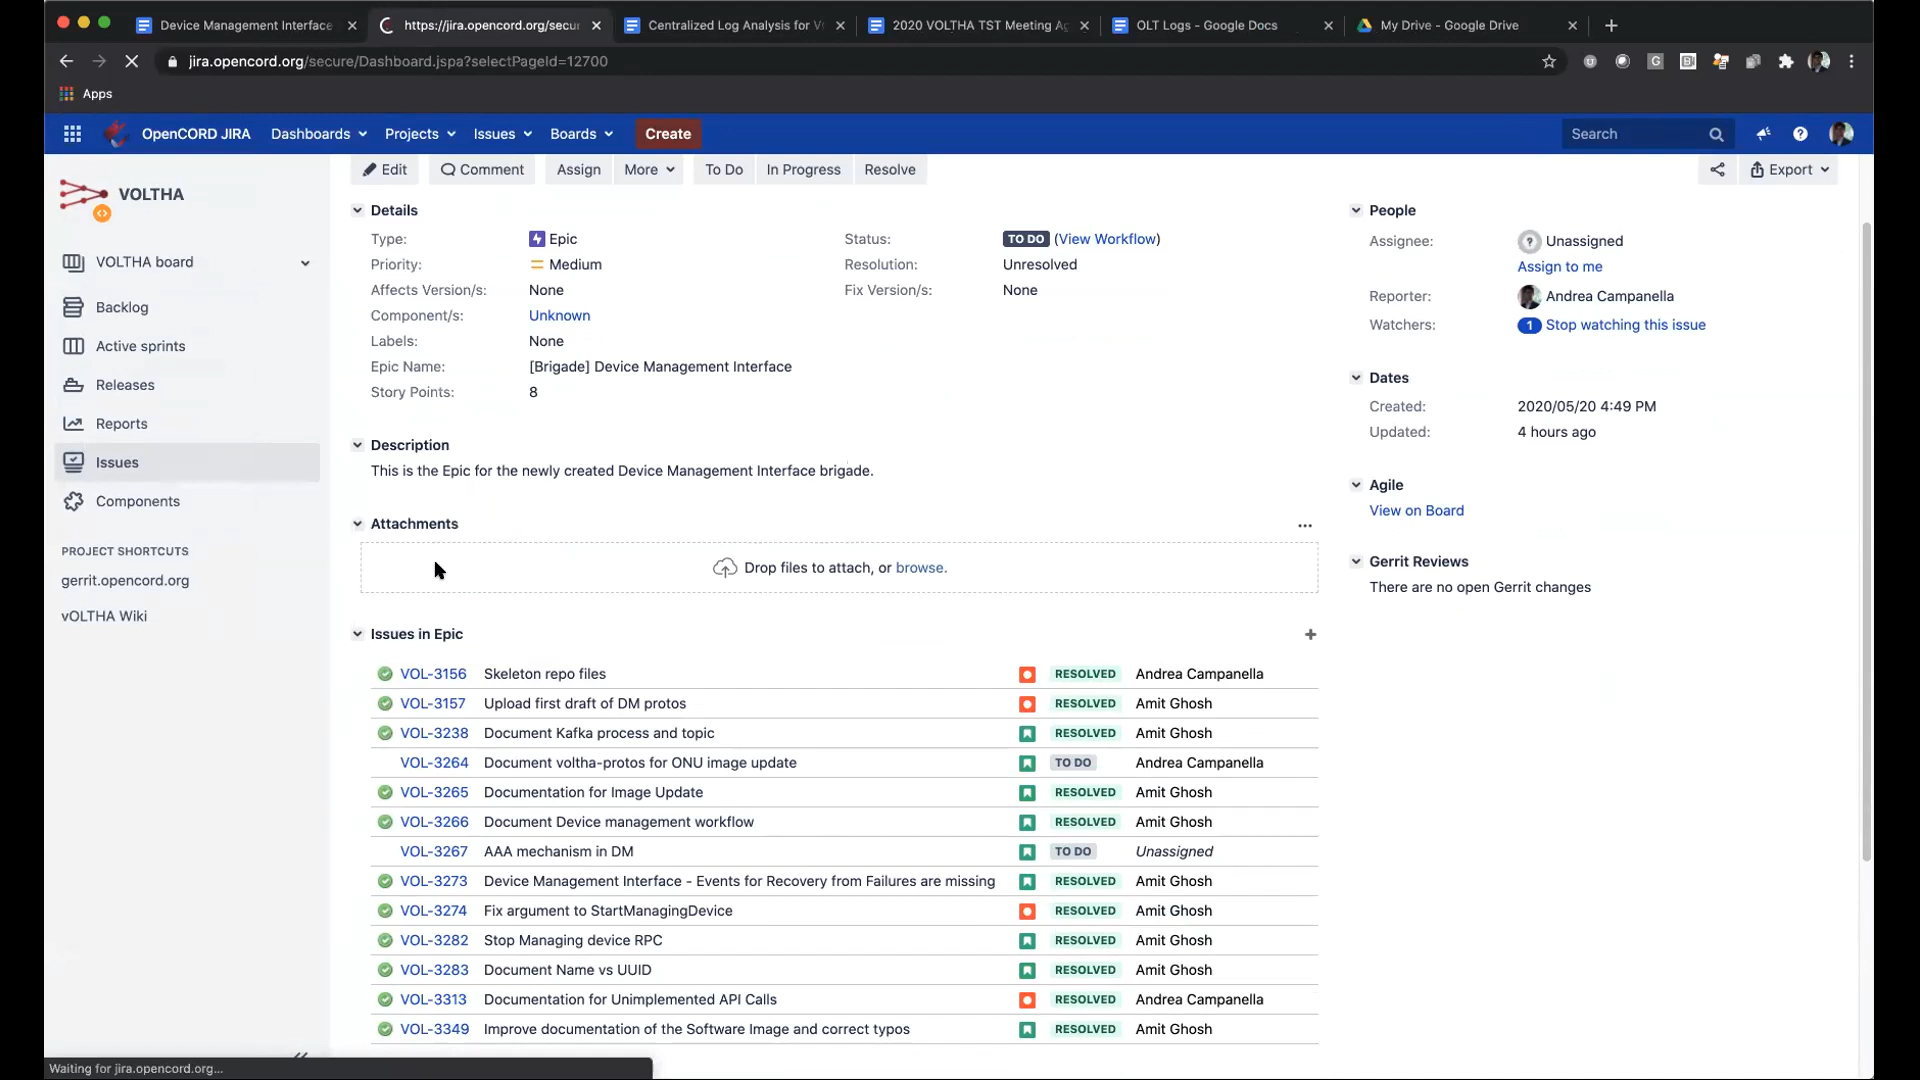 Device Management Interface
https://jira.opencord.org/secu
Centralized Log Analysis for V
2020 VOLTHA TST Meeting Ag
OLT Logs - Google Docs
My Drive - Google Drive
jira.opencord.org/secure/Dashboard.jspa?selectPageId=12700
Apps
OpenCORD JIRA
Dashboards
Projects
Issues
Boards
Create
Search
VOLTHA
VOLTHA board
Backlog
Active sprints
Releases
Reports
Issues
Components
PROJECT SHORTCUTS
gerrit.opencord.org
vOLTHA Wiki
Edit
Comment
Assign
More
To Do
In Progress
Resolve
Export
Details
Type: Epic
Status: TO DO (View Workflow)
Priority: Medium
Resolution: Unresolved
Affects Version/s: None
Fix Version/s: None
Component/s: Unknown
Labels: None
Epic Name: [Brigade] Device Management Interface
Story Points: 8
Description
This is the Epic for the newly created Device Management Interface brigade.
Attachments
Drop files to attach, or browse.
Issues in Epic
VOL-3156 Skeleton repo files RESOLVED Andrea Campanella
VOL-3157 Upload first draft of DM protos RESOLVED Amit Ghosh
VOL-3238 Document Kafka process and topic RESOLVED Amit Ghosh
VOL-3264 Document voltha-protos for ONU image update TO DO Andrea Campanella
VOL-3265 Documentation for Image Update RESOLVED Amit Ghosh
VOL-3266 Document Device management workflow RESOLVED Amit Ghosh
VOL-3267 AAA mechanism in DM TO DO Unassigned
VOL-3273 Device Management Interface - Events for Recovery from Failures are missing RESOLVED Amit Ghosh
VOL-3274 Fix argument to StartManagingDevice RESOLVED Amit Ghosh
VOL-3282 Stop Managing device RPC RESOLVED Amit Ghosh
VOL-3283 Document Name vs UUID RESOLVED Amit Ghosh
VOL-3313 Documentation for Unimplemented API Calls RESOLVED Andrea Campanella
VOL-3349 Improve documentation of the Software Image and correct typos RESOLVED Amit Ghosh
People
Assignee: Unassigned
Assign to me
Reporter: Andrea Campanella
Watchers: 1 Stop watching this issue
Dates
Created: 2020/05/20 4:49 PM
Updated: 4 hours ago
Agile
View on Board
Gerrit Reviews
There are no open Gerrit changes
Waiting for jira.opencord.org...